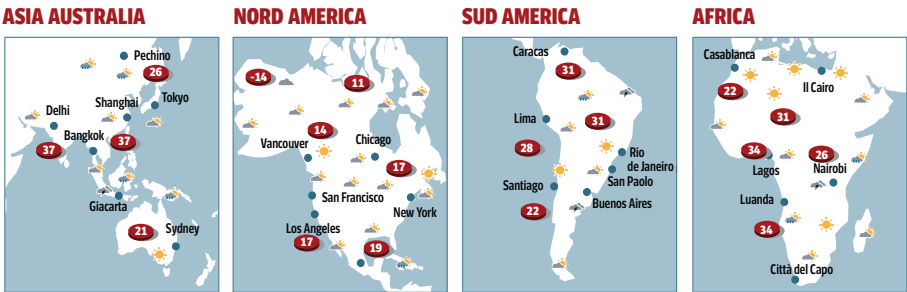 ASIA AUSTRALIA
Pechino
26
Shanghai
Tokyo
Delhi
Bangkok
37
37
Giacarta
21
Sydney
NORD AMERICA
-14
11
14
Vancouver
Chicago
17
San Francisco
New York
Los Angeles
17
19
SUD AMERICA
Caracas
31
Lima
31
28
Rio
de Janeiro
San Paolo
Santiago
Buenos Aires
22
AFRICA
Casablanca
Il Cairo
22
31
34
26
Lagos
Nairobi
Luanda
34
Città del Capo